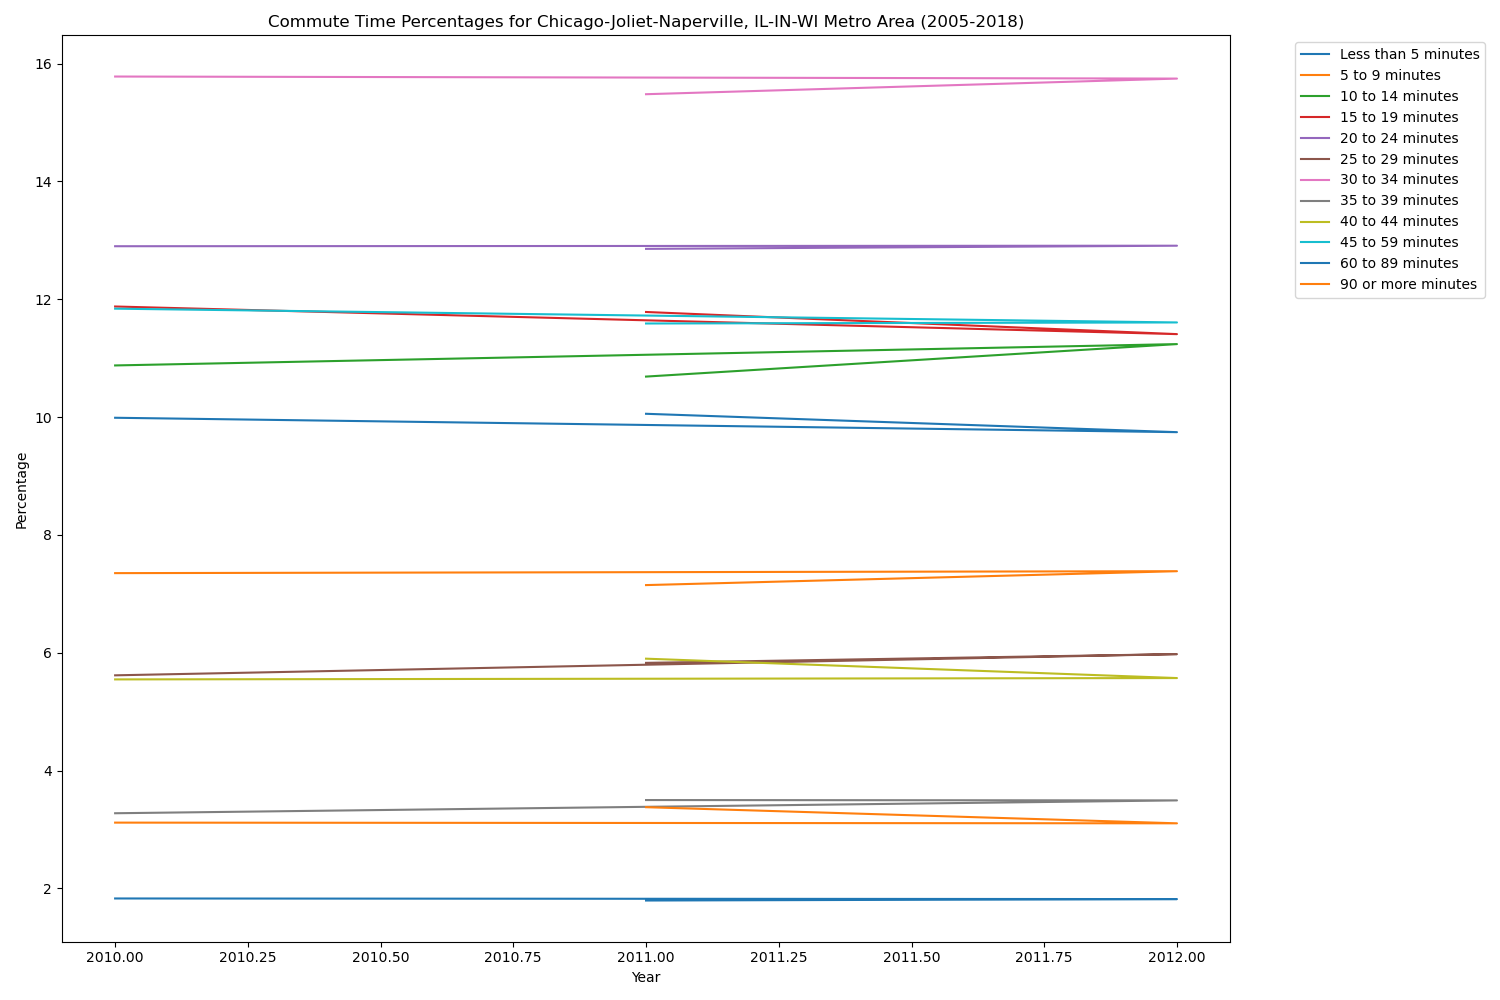 Commute Time Percentages for Chicago-Joliet-Naperville, IL-IN-WI Metro Area (2005-2018)
Less than 5 minutes
5 to 9 minutes
10 to 14 minutes
15 to 19 minutes
20 to 24 minutes
25 to 29 minutes
30 to 34 minutes
35 to 39 minutes
40 to 44 minutes
45 to 59 minutes
60 to 89 minutes
90 or more minutes
Percentage
16
14
12
10
8
6
4
2
2010.00 2010.25 2010.50 2010.75 2011.00 2011.25 2011.50 2011.75 2012.00
Year